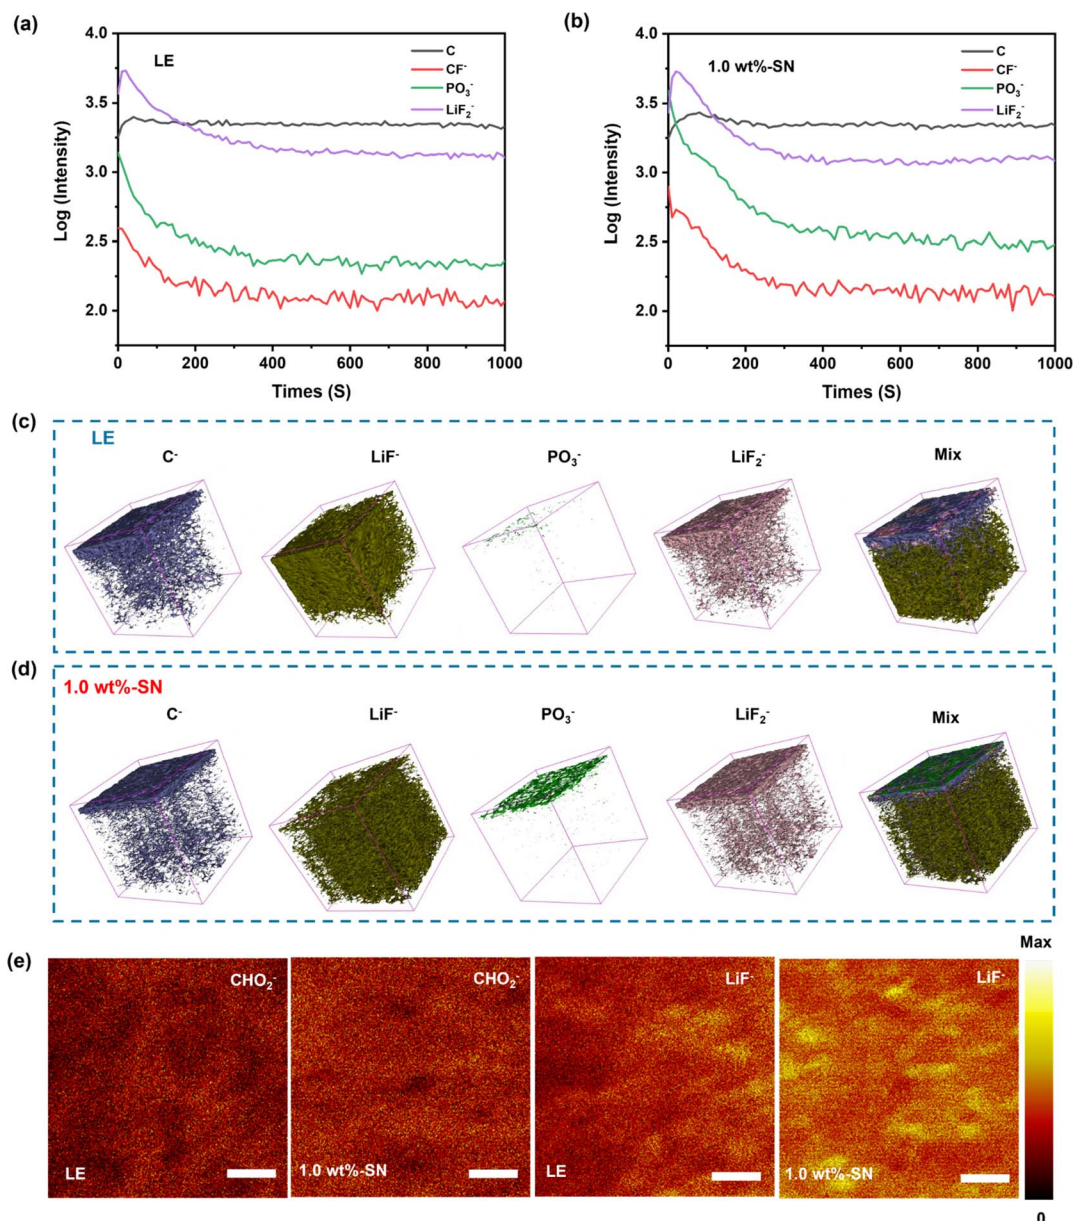 (a)
LE
C
CF⁻
PO₃⁻
LiF₂⁻
4.0
3.5
3.0
2.5
2.0
Log (Intensity)
0 200 400 600 800 1000
Times (S)
(b)
1.0 wt%-SN
C
CF⁻
PO₃⁻
LiF₂⁻
4.0
3.5
3.0
2.5
2.0
Log (Intensity)
0 200 400 600 800 1000
Times (S)
(c)
LE
C⁻ LiF⁻ PO₃⁻ LiF₂⁻ Mix
(d)
1.0 wt%-SN
C⁻ LiF⁻ PO₃⁻ LiF₂⁻ Mix
(e)
CHO₂⁻ CHO₂⁻ LiF⁻ LiF⁻
LE 1.0 wt%-SN LE 1.0 wt%-SN
Max
0